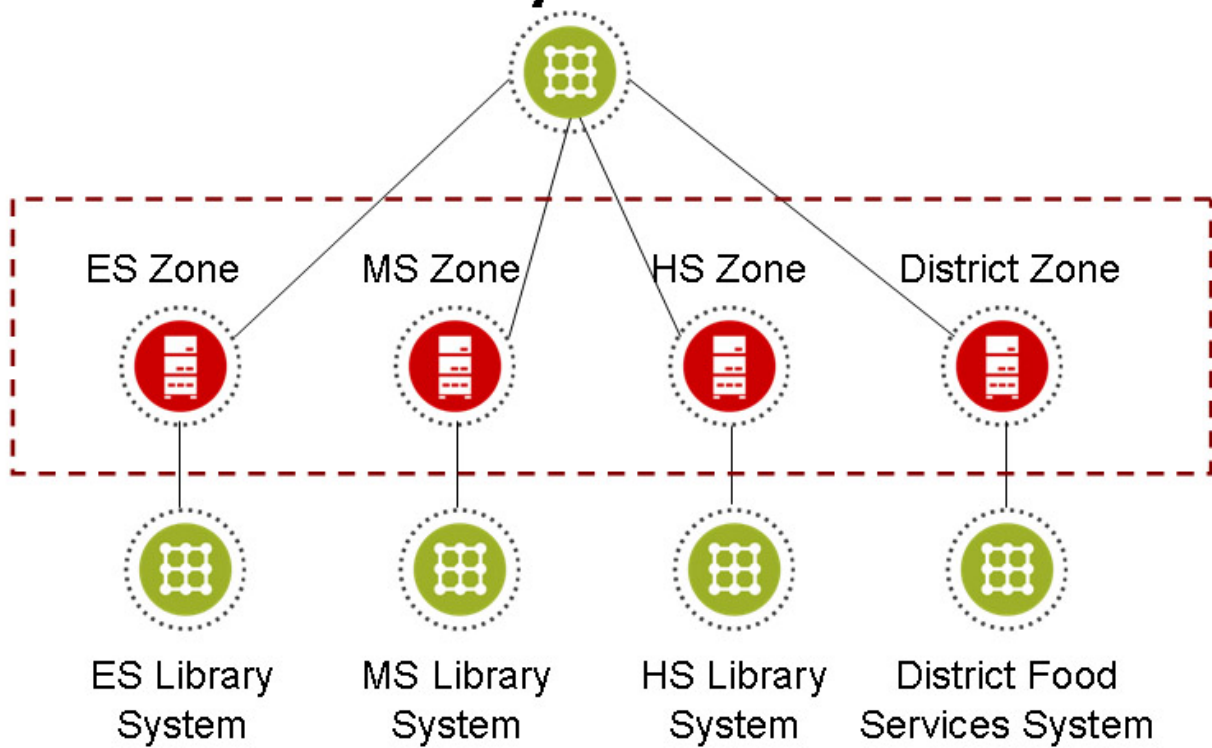 ES Zone
MS Zone
HS Zone
District Zone
ES Library
System
MS Library
System
HS Library
System
District Food
Services System